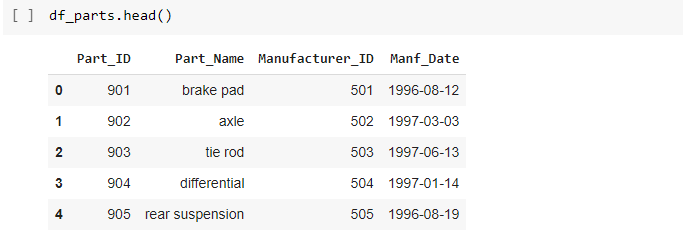 [ ] df_parts.head()
Part_ID Part_Name Manufacturer_ID Manf_Date
0 901 brake pad 501 1996-08-12
1 902 axle 502 1997-03-03
2 903 tie rod 503 1997-06-13
3 904 differential 504 1997-01-14
4 905 rear suspension 505 1996-08-19